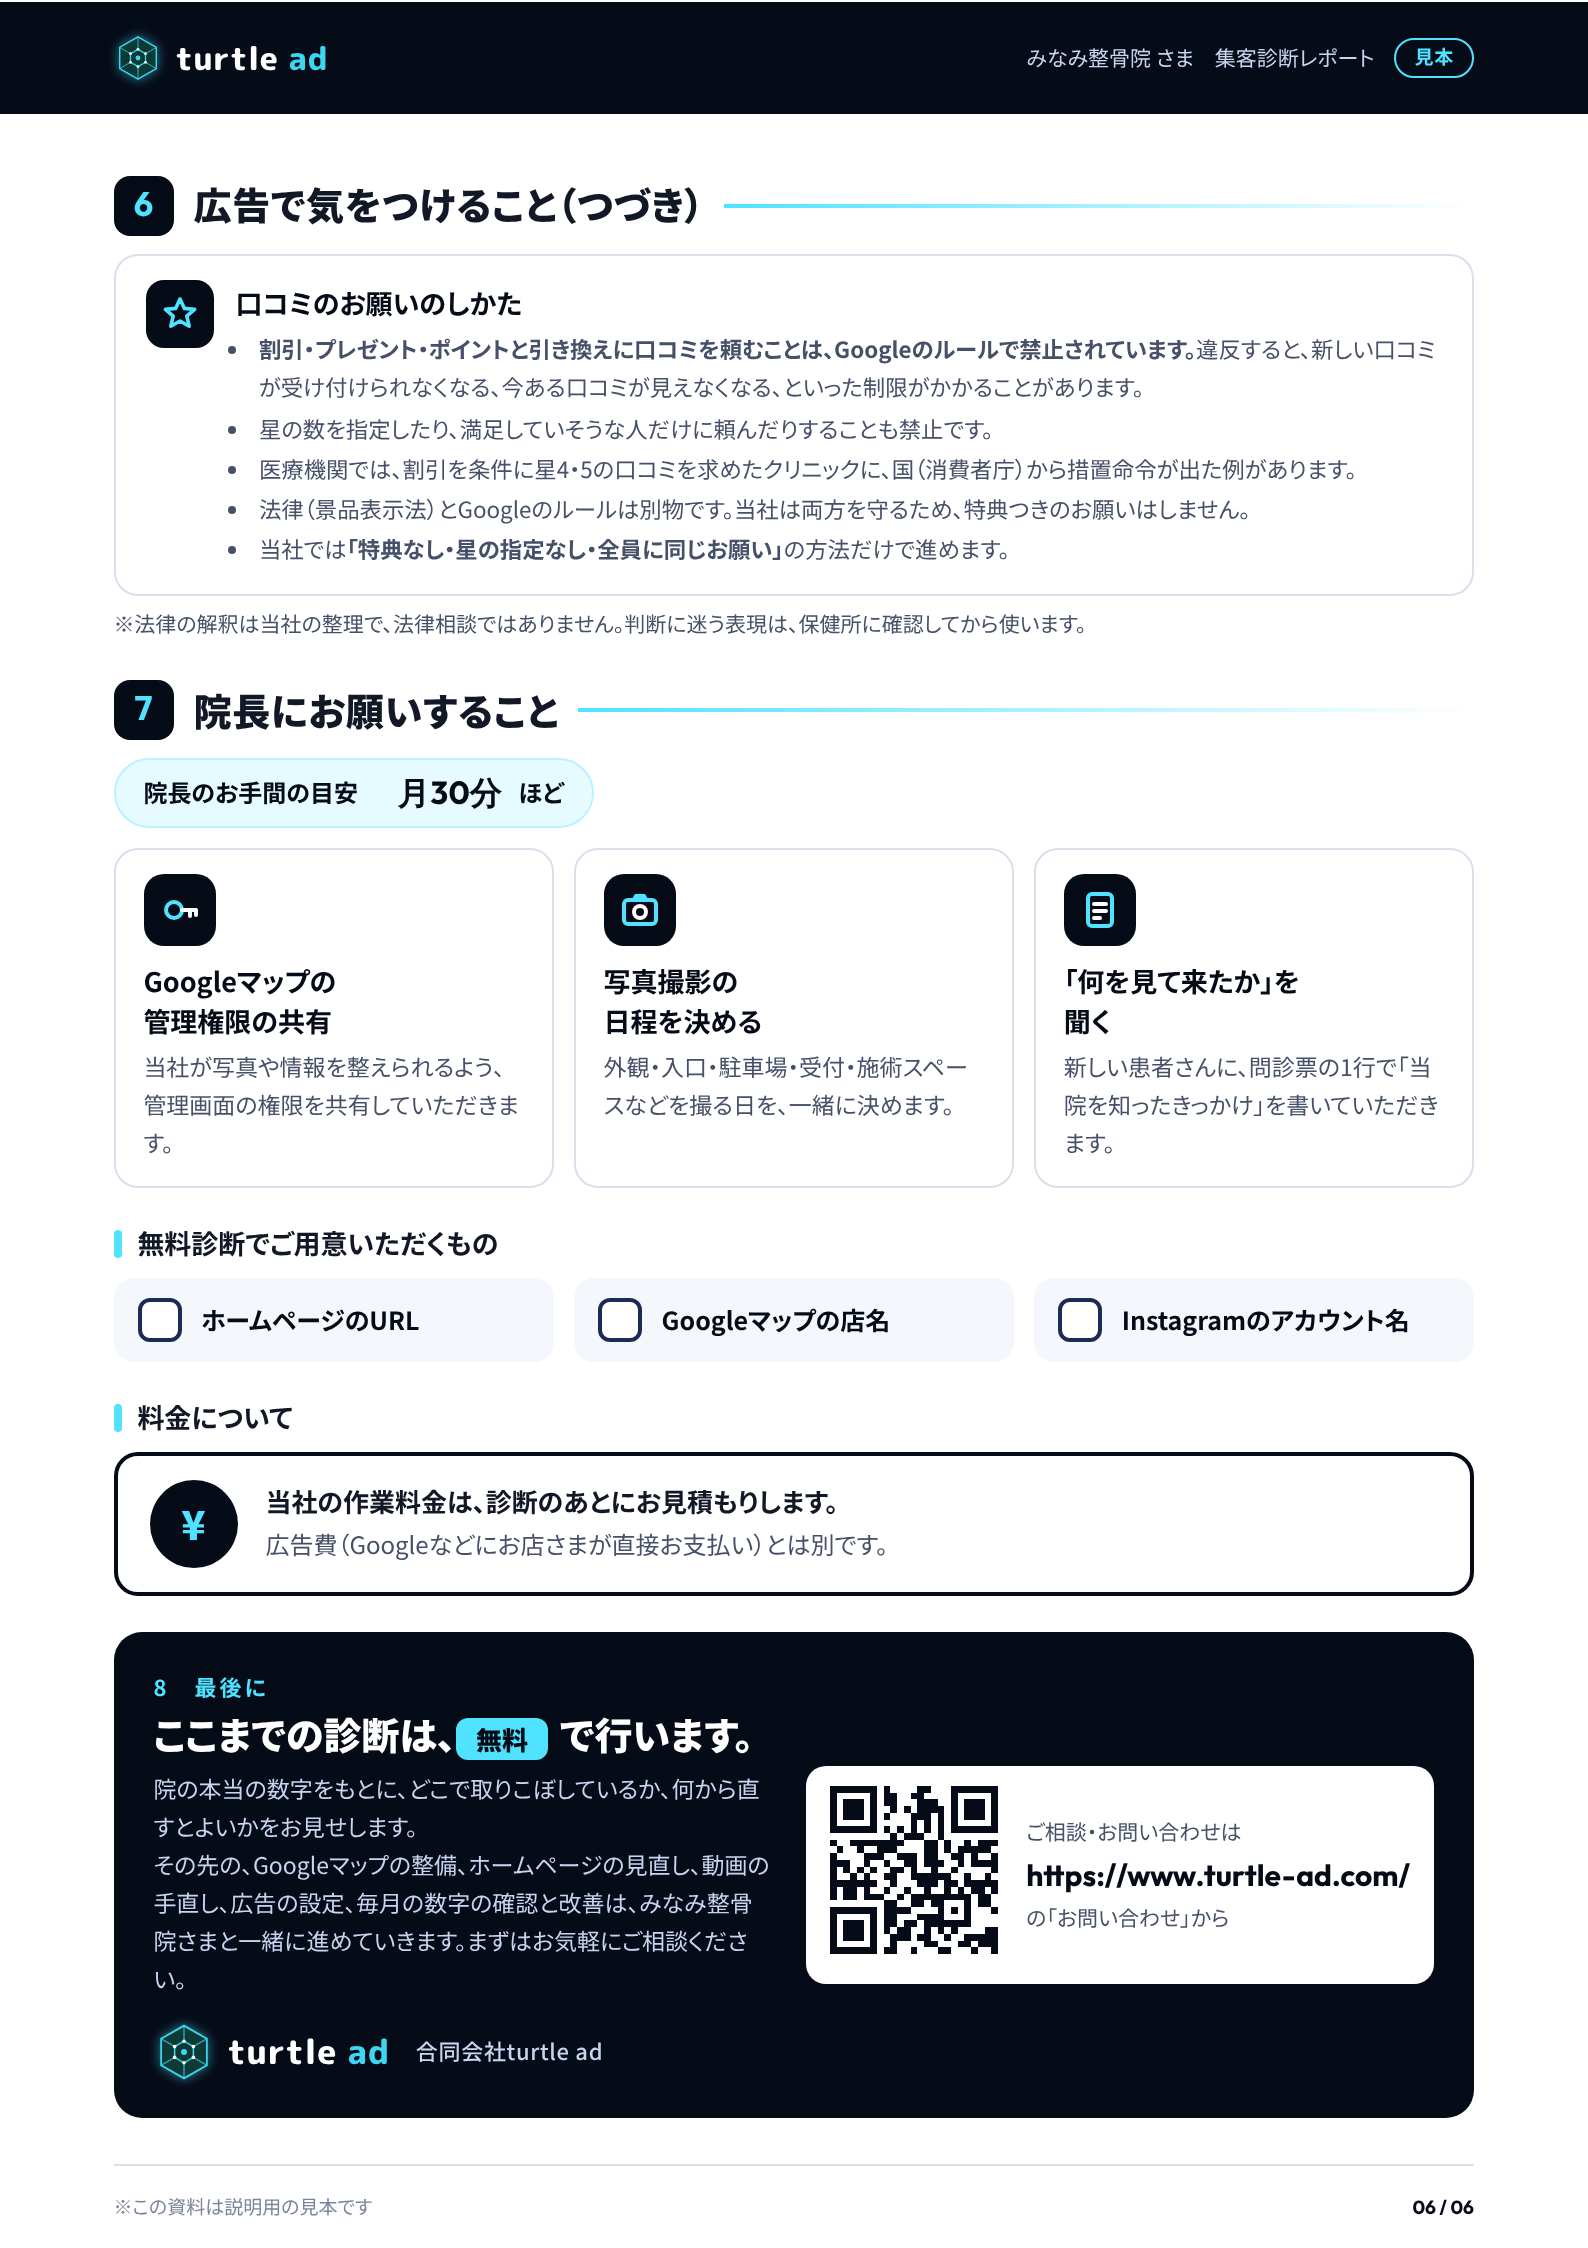 turtle ad
みなみ整骨院 さま　集客診断レポート　見本
6 広告で気をつけること（つづき）
口コミのお願いのしかた
• 割引・プレゼント・ポイントと引き換えに口コミを頼むことは、Googleのルールで禁止されています。違反すると、新しい口コミ
が受け付けられなくなる、今ある口コミが見えなくなる、といった制限がかかることがあります。
• 星の数を指定したり、満足していそうな人だけに頼んだりすることも禁止です。
• 医療機関では、割引を条件に星4・5の口コミを求めたクリニックに、国（消費者庁）から措置命令が出た例があります。
• 法律（景品表示法）とGoogleのルールは別物です。当社は両方を守るため、特典つきのお願いはしません。
• 当社では「特典なし・星の指定なし・全員に同じお願い」の方法だけで進めます。
※法律の解釈は当社の整理で、法律相談ではありません。判断に迷う表現は、保健所に確認してから使います。
7 院長にお願いすること
院長のお手間の目安　月30分 ほど
Googleマップの
管理権限の共有
当社が写真や情報を整えられるよう、
管理画面の権限を共有していただきま
す。
写真撮影の
日程を決める
外観・入口・駐車場・受付・施術スペー
スなどを撮る日を、一緒に決めます。
「何を見て来たか」を
聞く
新しい患者さんに、問診票の1行で「当
院を知ったきっかけ」を書いていただき
ます。
無料診断でご用意いただくもの
ホームページのURL
Googleマップの店名
Instagramのアカウント名
料金について
¥
当社の作業料金は、診断のあとにお見積もりします。
広告費（Googleなどにお店さまが直接お支払い）とは別です。
8　最後に
ここまでの診断は、無料 で行います。
院の本当の数字をもとに、どこで取りこぼしているか、何から直
すとよいかをお見せします。
その先の、Googleマップの整備、ホームページの見直し、動画の
手直し、広告の設定、毎月の数字の確認と改善は、みなみ整骨
院さまと一緒に進めていきます。まずはお気軽にご相談くださ
い。
ご相談・お問い合わせは
https://www.turtle-ad.com/
の「お問い合わせ」から
turtle ad 合同会社turtle ad
※この資料は説明用の見本です
06 / 06